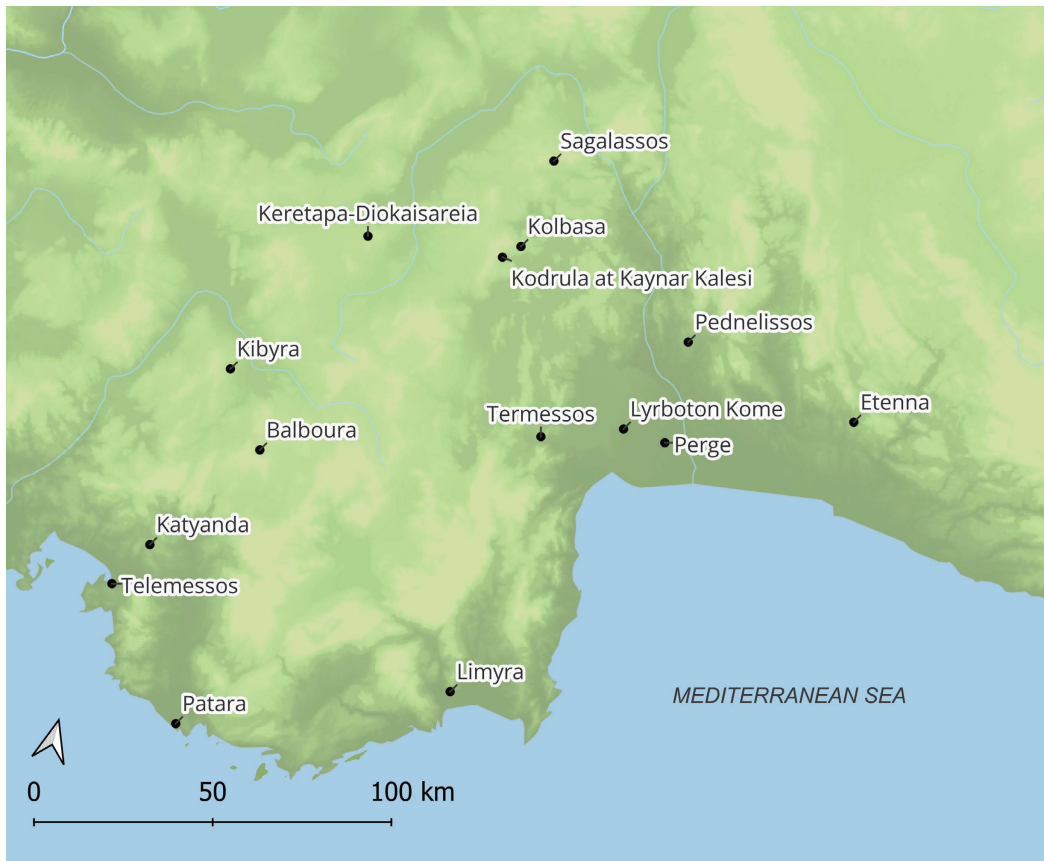 Sagalassos
Keretapa-Diokaisareia
Kolbasa
Kodrula at Kaynar Kalesi
Pednelissos
Kibyra
Etenna
Lyrboton Kome
Termessos
Balboura
Perge
Katyanda
Telemessos
Limyra
MEDITERRANEAN SEA
Patara
0 50 100 km